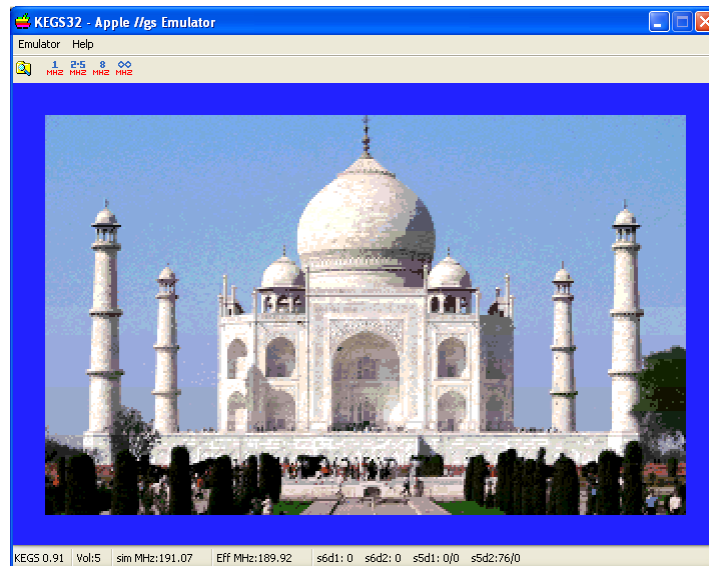 KEGS32 - Apple //gs Emulator
Emulator Help
1 MHZ 2·5 MHZ 8 MHZ ∞ MHZ
KEGS 0.91 Vol:5 sim MHz:191.07 Eff MHz:189.92 s6d1: 0 s6d2: 0 s5d1: 0/0 s5d2:76/0